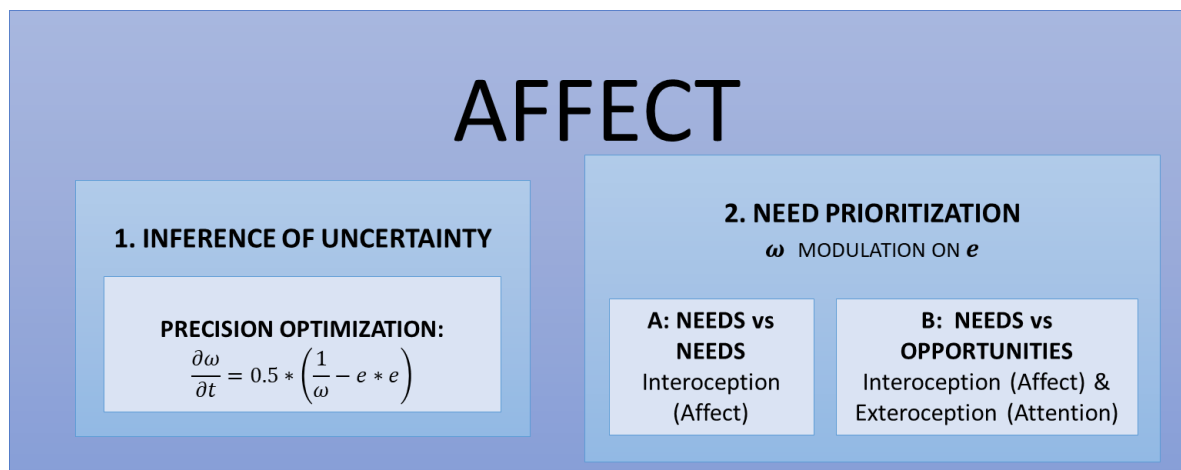 AFFECT
1. INFERENCE OF UNCERTAINTY
PRECISION OPTIMIZATION:
∂ω/∂t = 0.5 * (1/ω − e * e)
2. NEED PRIORITIZATION
ω MODULATION ON e
A: NEEDS vs
NEEDS
Interoception
(Affect)
B: NEEDS vs
OPPORTUNITIES
Interoception (Affect) &
Exteroception (Attention)